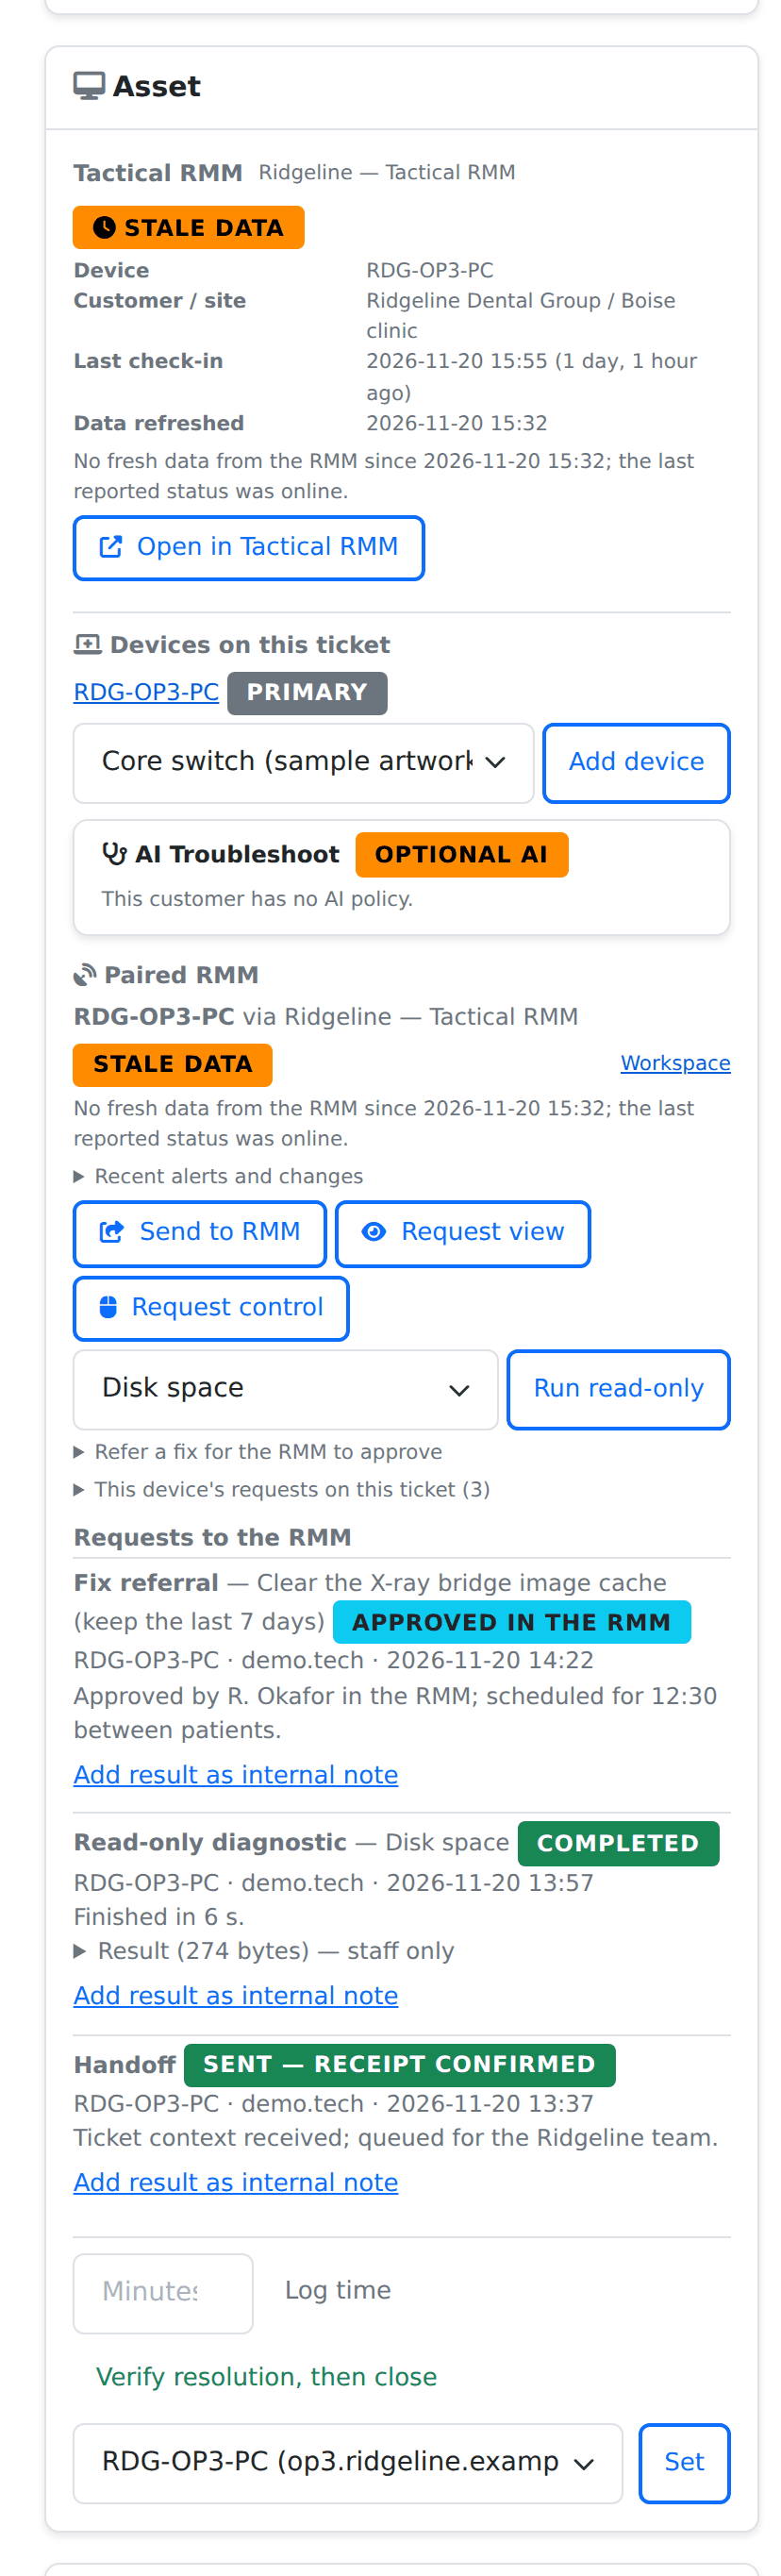 Asset
Tactical RMM Ridgeline — Tactical RMM
STALE DATA
Device RDG-OP3-PC
Customer / site Ridgeline Dental Group / Boise
clinic
Last check-in 2026-11-20 15:55 (1 day, 1 hour
ago)
Data refreshed 2026-11-20 15:32
No fresh data from the RMM since 2026-11-20 15:32; the last
reported status was online.
Open in Tactical RMM
Devices on this ticket
RDG-OP3-PC PRIMARY
Core switch (sample artwork Add device
AI Troubleshoot OPTIONAL AI
This customer has no AI policy.
Paired RMM
RDG-OP3-PC via Ridgeline — Tactical RMM
STALE DATA Workspace
No fresh data from the RMM since 2026-11-20 15:32; the last
reported status was online.
Recent alerts and changes
Send to RMM Request view
Request control
Disk space Run read-only
Refer a fix for the RMM to approve
This device's requests on this ticket (3)
Requests to the RMM
Fix referral — Clear the X-ray bridge image cache
(keep the last 7 days) APPROVED IN THE RMM
RDG-OP3-PC · demo.tech · 2026-11-20 14:22
Approved by R. Okafor in the RMM; scheduled for 12:30
between patients.
Add result as internal note
Read-only diagnostic — Disk space COMPLETED
RDG-OP3-PC · demo.tech · 2026-11-20 13:57
Finished in 6 s.
Result (274 bytes) — staff only
Add result as internal note
Handoff SENT — RECEIPT CONFIRMED
RDG-OP3-PC · demo.tech · 2026-11-20 13:37
Ticket context received; queued for the Ridgeline team.
Add result as internal note
Minutes Log time
Verify resolution, then close
RDG-OP3-PC (op3.ridgeline.examp Set